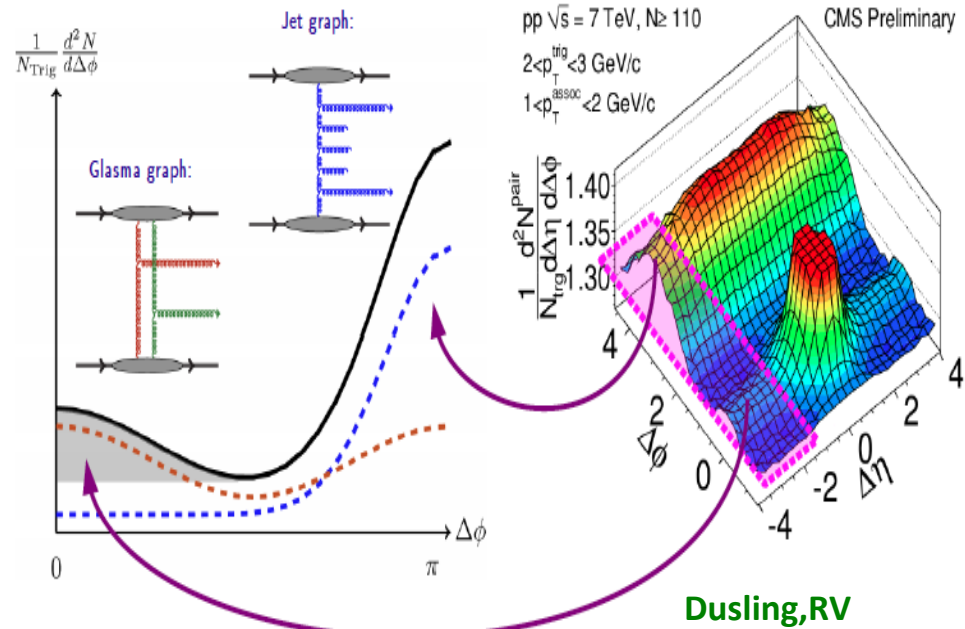 Jet graph:
1/N_Trig d²N/dΔφ
Glasma graph:
Δφ
0
π
pp √s = 7 TeV, N≥ 110
CMS Preliminary
2<p_T^trig<3 GeV/c
1<p_T^assoc<2 GeV/c
1/N_trg d²N^pair/dΔη dΔφ
1.40
1.35
1.30
4
2
0
Δφ
-4
-2
0
2
4
Δη
Dusling,RV